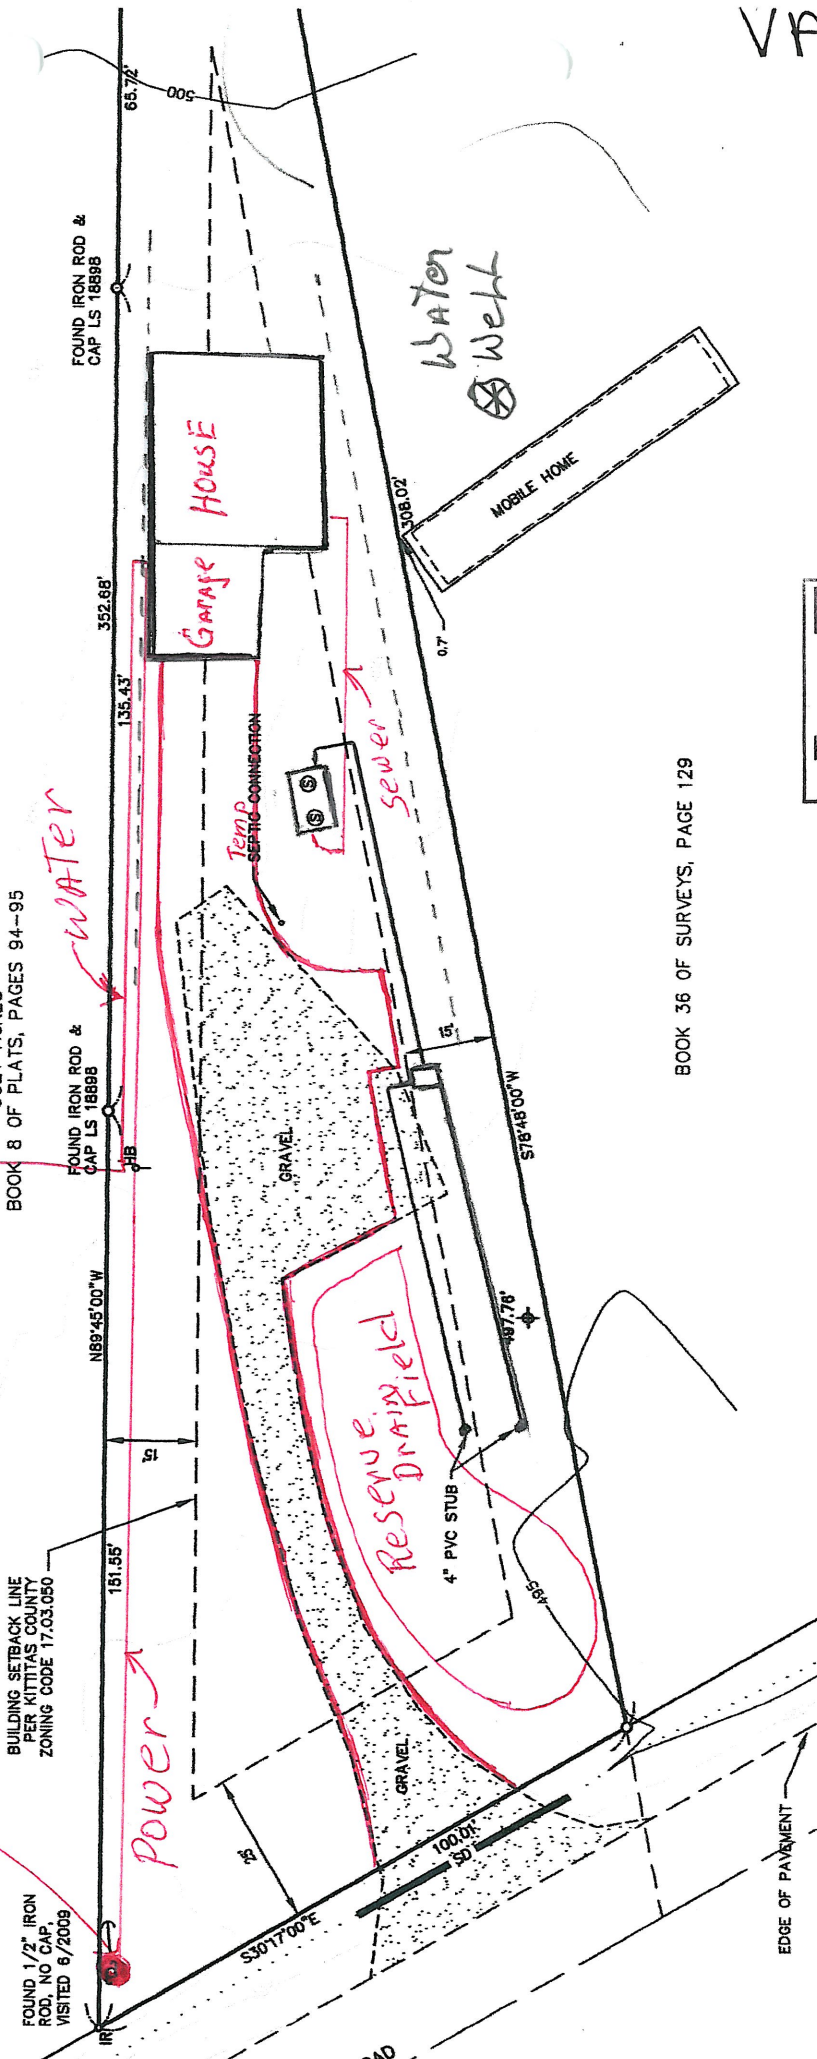 VA
65.72'
500
FOUND IRON ROD &
CAP LS 18898
WATer
Well
HOUSE
Garage
352.68'
308.02'
MOBILE HOME
0.7'
135.43'
WATer
Temp
SEPTIC CONNECTION
S
S
sewer
BOOK 8 OF PLATS, PAGES 94-95
FOUND IRON ROD &
CAP LS 18898
HB
15'
BOOK 36 OF SURVEYS, PAGE 129
GRAVEL
S78°48'00"W
N89°45'00"W
15'
497.76'
Reserve
DRAIN
Field
4" PVC STUB
BUILDING SETBACK LINE
PER KITTITAS COUNTY
ZONING CODE 17.03.050
151.55'
495
Power
GRAVEL
25'
100.01'
SD
S30°17'00"E
FOUND 1/2" IRON
ROD, NO CAP,
VISITED 6/2009
IR
EDGE OF PAVEMENT